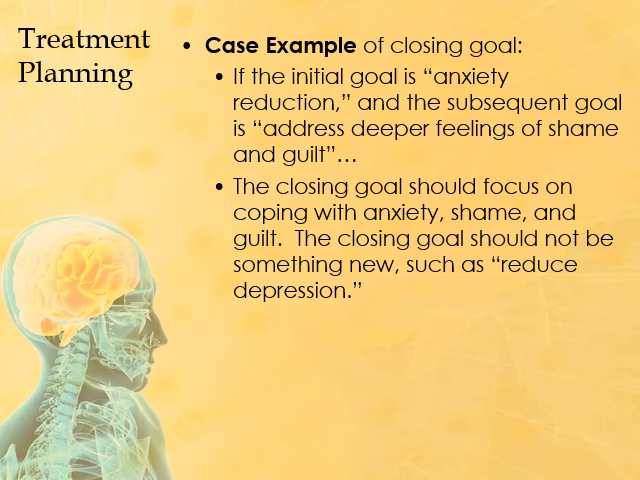 Treatment
Planning
• Case Example of closing goal:
• If the initial goal is “anxiety
reduction,” and the subsequent goal
is “address deeper feelings of shame
and guilt”…
• The closing goal should focus on
coping with anxiety, shame, and
guilt.  The closing goal should not be
something new, such as “reduce
depression.”